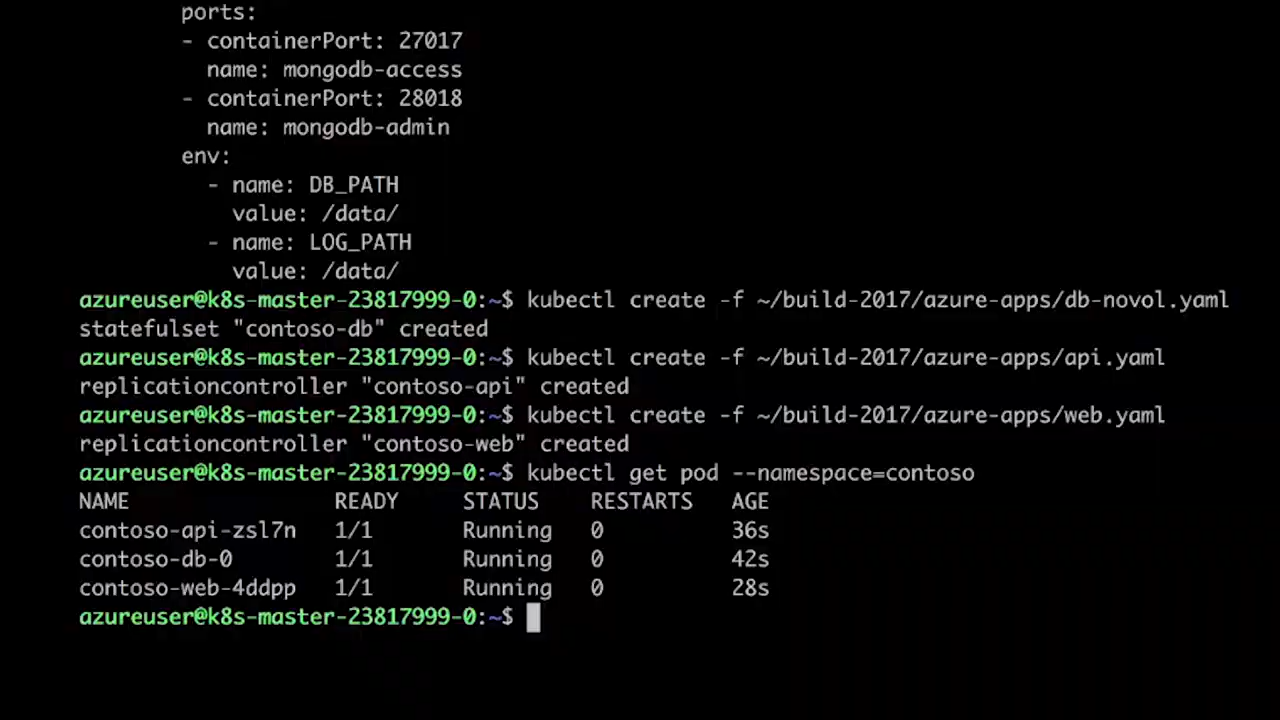 ports:
- containerPort: 27017
name: mongodb-access
- containerPort: 28018
name: mongodb-admin
env:
- name: DB_PATH
value: /data/
- name: LOG_PATH
value: /data/
azureuser@k8s-master-23817999-0:~$ kubectl create -f ~/build-2017/azure-apps/db-novol.yaml
statefulset "contoso-db" created
azureuser@k8s-master-23817999-0:~$ kubectl create -f ~/build-2017/azure-apps/api.yaml
replicationcontroller "contoso-api" created
azureuser@k8s-master-23817999-0:~$ kubectl create -f ~/build-2017/azure-apps/web.yaml
replicationcontroller "contoso-web" created
azureuser@k8s-master-23817999-0:~$ kubectl get pod --namespace=contoso
NAME READY STATUS RESTARTS AGE
contoso-api-zsl7n 1/1 Running 0 36s
contoso-db-0 1/1 Running 0 42s
contoso-web-4ddpp 1/1 Running 0 28s
azureuser@k8s-master-23817999-0:~$